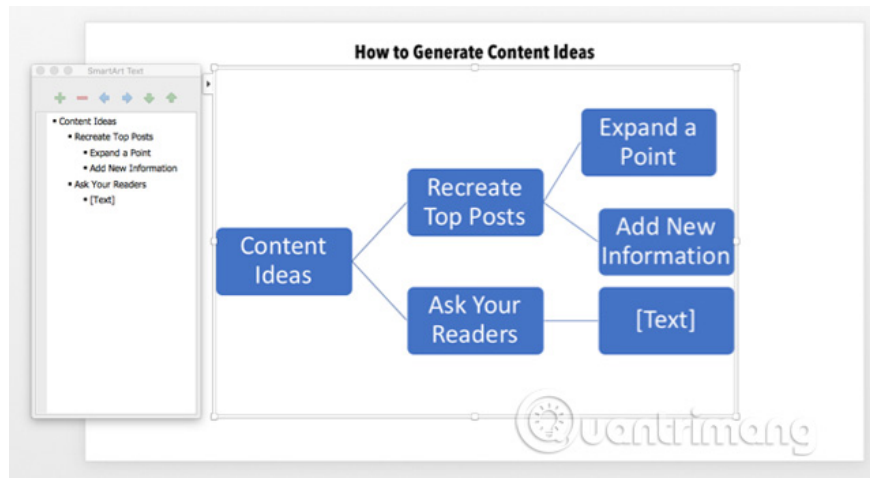 How to Generate Content Ideas
SmartArt Text
Content Ideas
Recreate Top Posts
Expand a Point
Add New Information
Ask Your Readers
[Text]
Content
Ideas
Recreate
Top Posts
Ask Your
Readers
Expand a
Point
Add New
Information
[Text]
Quantrimang